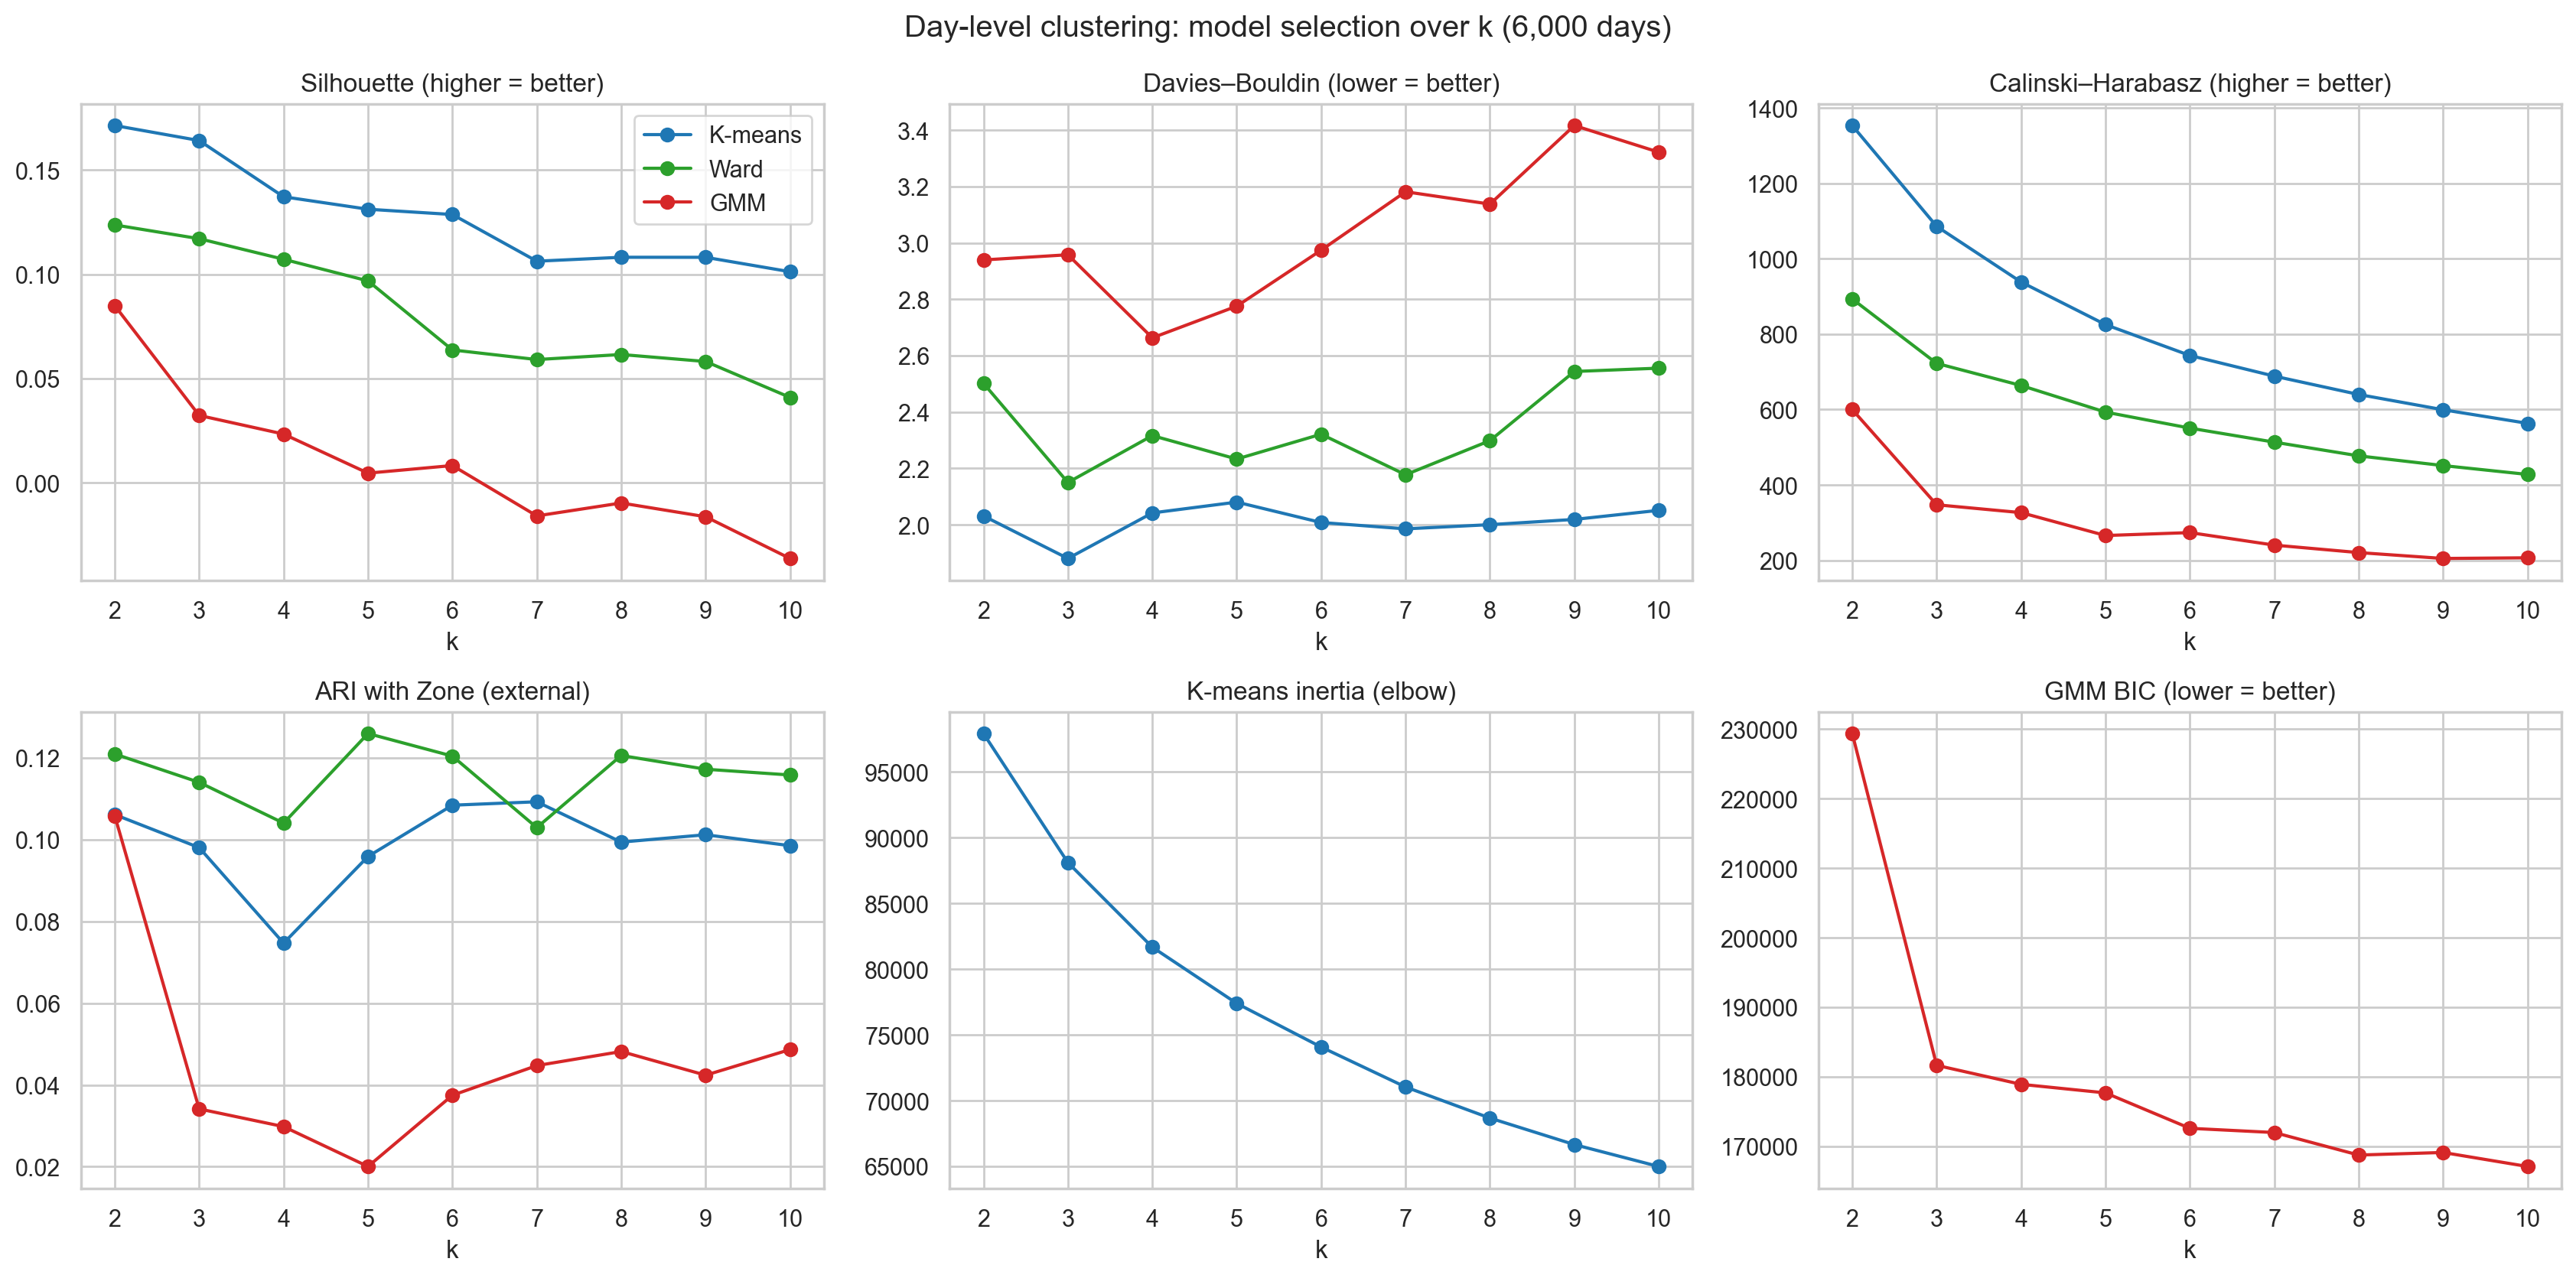 Day-level clustering: model selection over k (6,000 days)
Silhouette (higher = better)
0.15
0.10
0.05
0.00
K-means
Ward
GMM
2 3 4 5 6 7 8 9 10
k
Davies–Bouldin (lower = better)
3.4
3.2
3.0
2.8
2.6
2.4
2.2
2.0
2 3 4 5 6 7 8 9 10
k
Calinski–Harabasz (higher = better)
1400
1200
1000
800
600
400
200
2 3 4 5 6 7 8 9 10
k
ARI with Zone (external)
0.12
0.10
0.08
0.06
0.04
0.02
2 3 4 5 6 7 8 9 10
k
K-means inertia (elbow)
95000
90000
85000
80000
75000
70000
65000
2 3 4 5 6 7 8 9 10
k
GMM BIC (lower = better)
230000
220000
210000
200000
190000
180000
170000
2 3 4 5 6 7 8 9 10
k